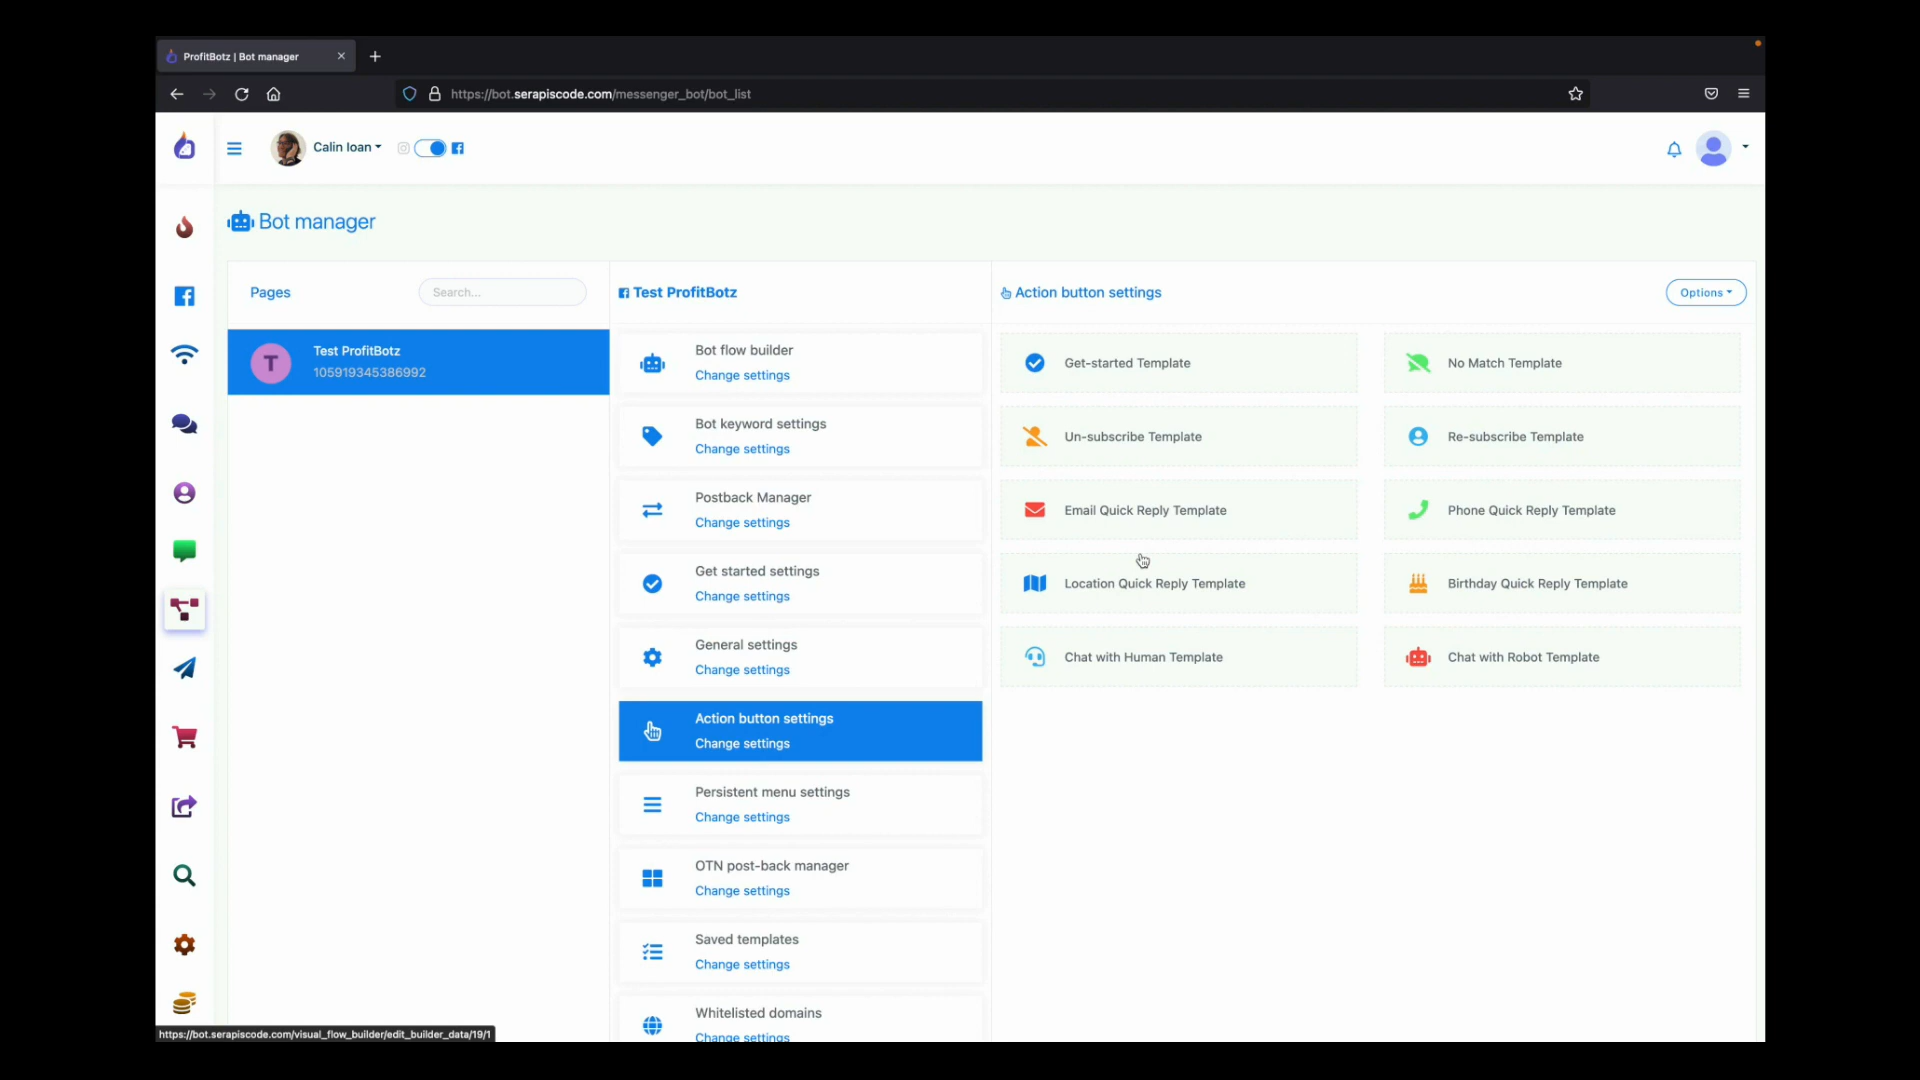 ProfitBotz | Bot manager
https://bot.serapiscode.com/messenger_bot/bot_list
Calin Ioan
Bot manager
Pages
Search...
Test ProfitBotz
Action button settings
Options
T
Test ProfitBotz
105919345386992
Bot flow builder
Change settings
Bot keyword settings
Change settings
Postback Manager
Change settings
Get started settings
Change settings
General settings
Change settings
Action button settings
Change settings
Persistent menu settings
Change settings
OTN post-back manager
Change settings
Saved templates
Change settings
Whitelisted domains
Change settings
Get-started Template
No Match Template
Un-subscribe Template
Re-subscribe Template
Email Quick Reply Template
Phone Quick Reply Template
Location Quick Reply Template
Birthday Quick Reply Template
Chat with Human Template
Chat with Robot Template
https://bot.serapiscode.com/visual_flow_builder/edit_builder_data/19/1